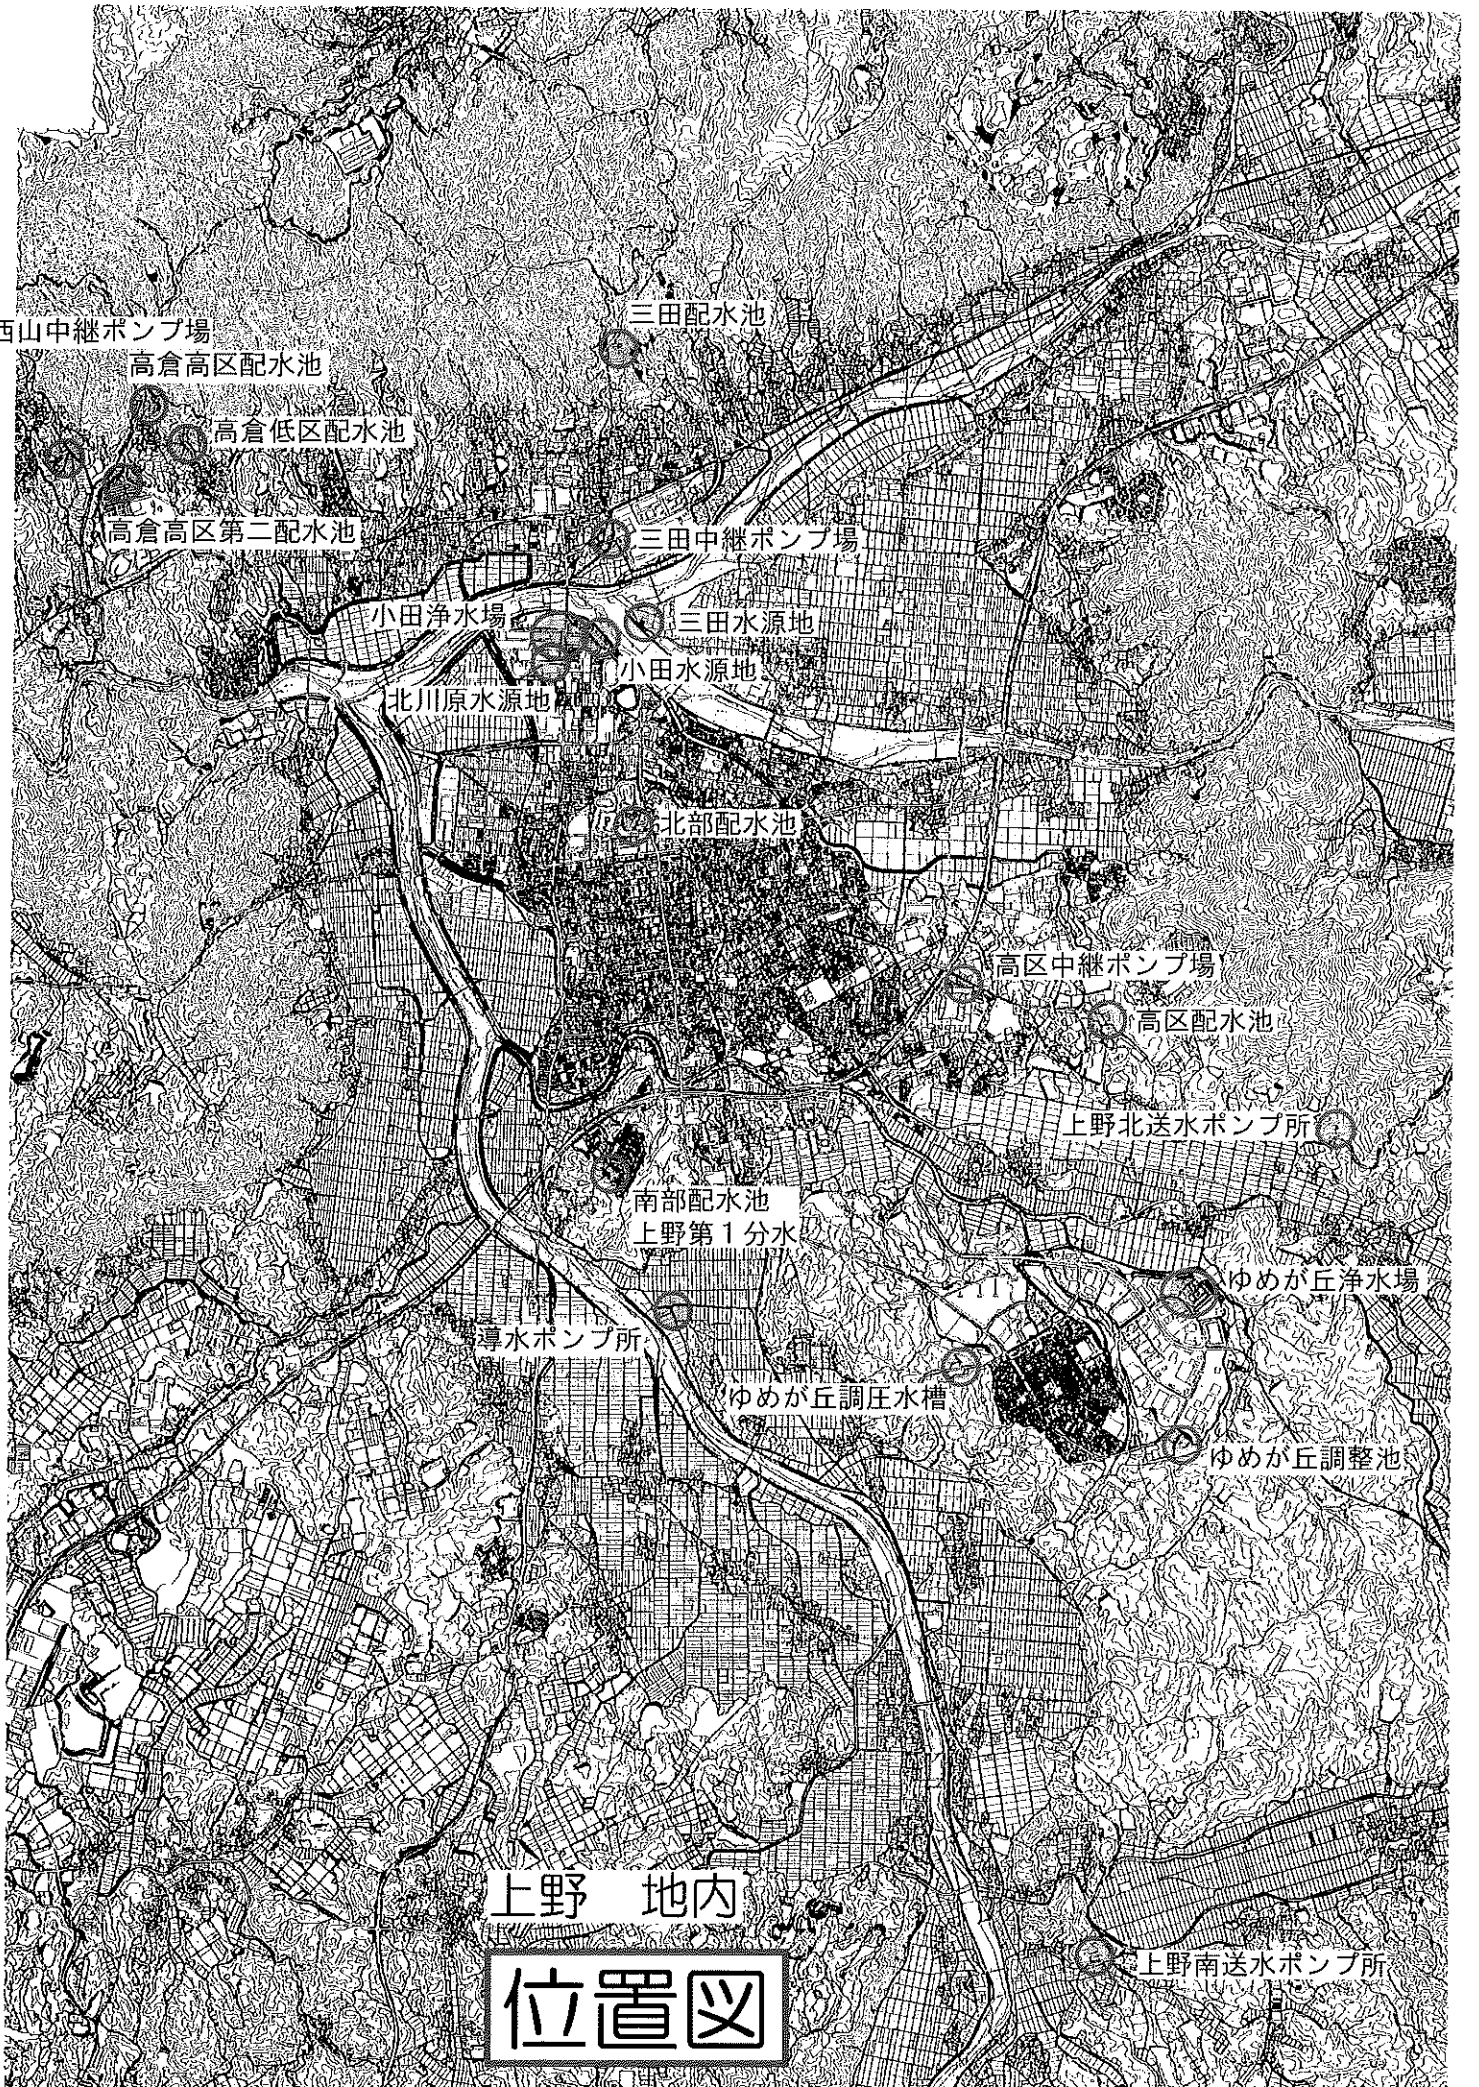 三田配水池
西山中継ポンプ場
高倉高区配水池
高倉低区配水池
高倉高区第二配水池
三田中継ポンプ場
小田浄水場
三田水源地
小田水源地
北川原水源地
北部配水池
高区中継ポンプ場
高区配水池
上野北送水ポンプ所
南部配水池
上野第1分水
ゆめが丘浄水場
導水ポンプ所
ゆめが丘調圧水槽
ゆめが丘調整池
上野 地内
上野南送水ポンプ所
位置図